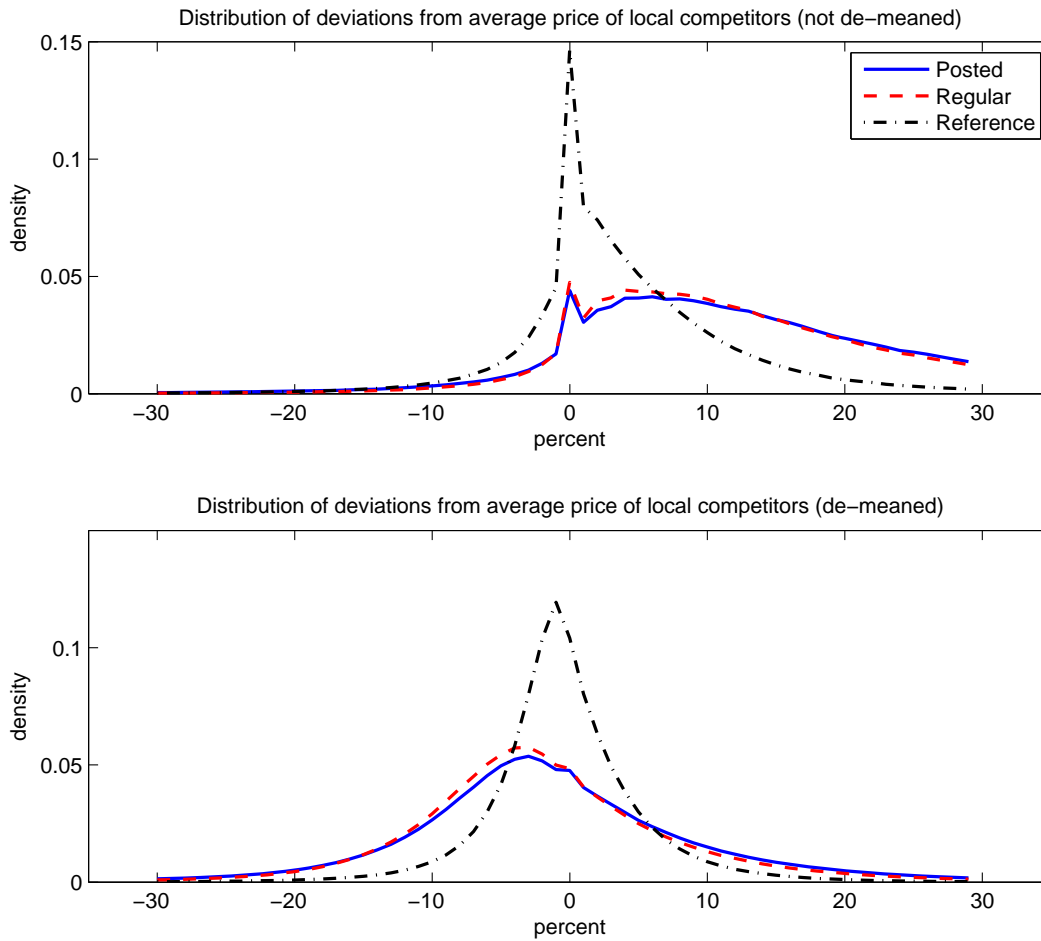 Distribution of deviations from average price of local competitors (not de−meaned)
0.15
0.1
0.05
0
density
Posted
Regular
Reference
−30 −20 −10 0 10 20 30
percent
Distribution of deviations from average price of local competitors (de−meaned)
0.1
0.05
0
density
−30 −20 −10 0 10 20 30
percent